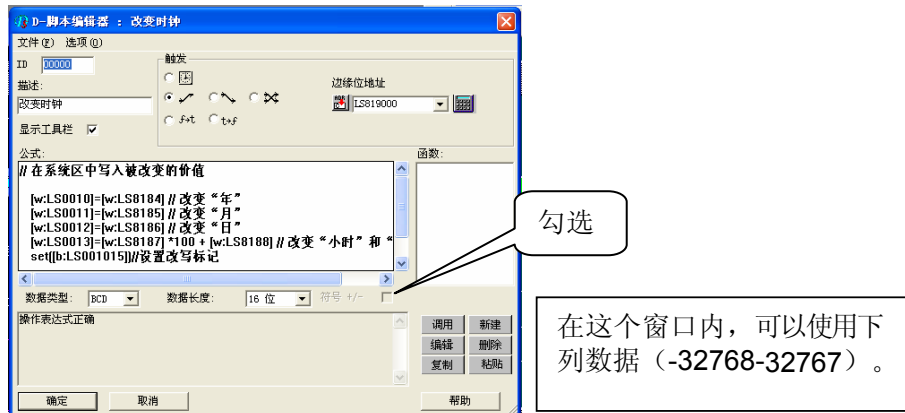 D-脚本编辑器 : 改变时钟
文件(F) 选项(O)
ID 00000
描述:
改变时钟
显示工具栏
触发
f→t t→f
边缘位地址
LS819000
公式:
// 在系统区中写入被改变的价值
[w:LS0010]=[w:LS8184] // 改变“年”
[w:LS0011]=[w:LS8185] // 改变“月”
[w:LS0012]=[w:LS8186] // 改变“日”
[w:LS0013]=[w:LS8187] *100 + [w:LS8188] // 改变“小时”和“
set([b:LS001015])//设置改写标记
函数:
数据类型: BCD 数据长度: 16 位 符号 +/-
操作表达式正确
调用 新建
编辑 删除
复制 粘贴
确定 取消 帮助
勾选
在这个窗口内，可以使用下
列数据（-32768-32767）。